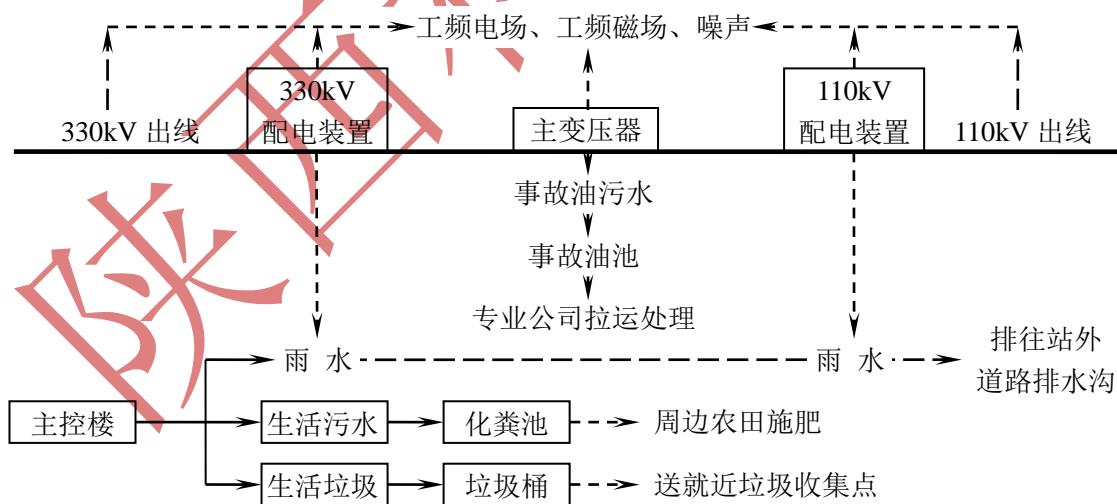 工频电场、工频磁场、噪声
330kV 出线
330kV
配电装置
主变压器
110kV
配电装置
110kV 出线
事故油污水
事故油池
专业公司拉运处理
雨 水
雨 水
排往站外
道路排水沟
主控楼
生活污水
化粪池
周边农田施肥
生活垃圾
垃圾桶
送就近垃圾收集点
陕